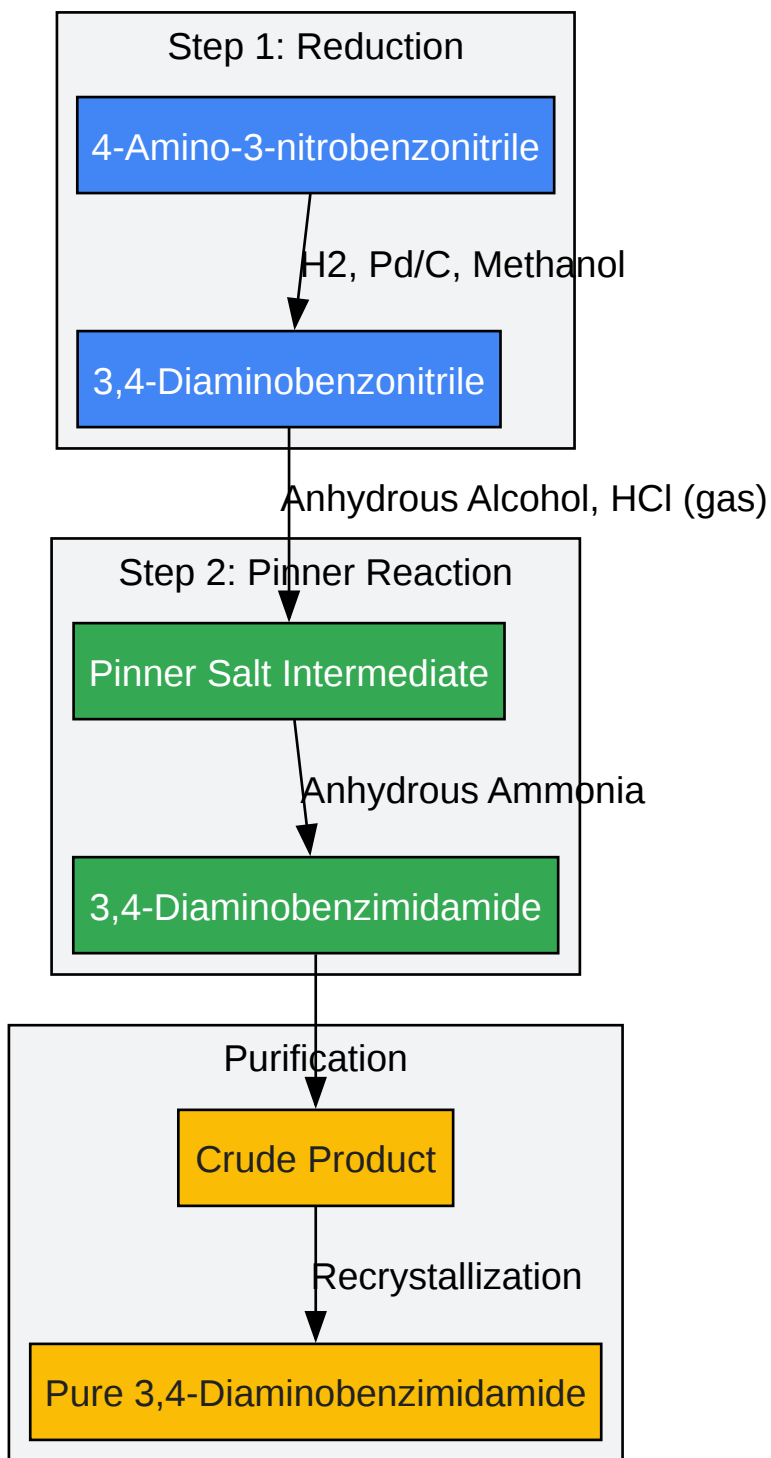 Step 1: Reduction
4-Amino-3-nitrobenzonitrile
H2, Pd/C, Methanol
3,4-Diaminobenzonitrile
Anhydrous Alcohol, HCl (gas)
Step 2: Pinner Reaction
Pinner Salt Intermediate
Anhydrous Ammonia
3,4-Diaminobenzimidamide
Purification
Crude Product
Recrystallization
Pure 3,4-Diaminobenzimidamide